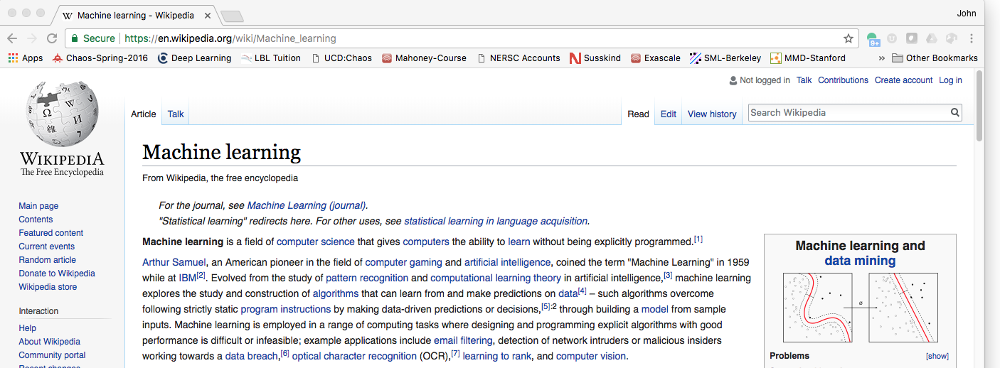 Machine learning - Wikipedia
John
Secure https://en.wikipedia.org/wiki/Machine_learning
9+
Apps Chaos-Spring-2016 Deep Learning LBL Tuition UCD:Chaos Mahoney-Course NERSC Accounts Susskind Exascale SML-Berkeley MMD-Stanford » Other Bookmarks
Not logged in Talk Contributions Create account Log in
Article Talk Read Edit View history Search Wikipedia
WIKIPEDIA
The Free Encyclopedia
Main page
Contents
Featured content
Current events
Random article
Donate to Wikipedia
Wikipedia store
Interaction
Help
About Wikipedia
Community portal
Recent changes
Machine learning
From Wikipedia, the free encyclopedia
For the journal, see Machine Learning (journal).
"Statistical learning" redirects here. For other uses, see statistical learning in language acquisition.
Machine learning is a field of computer science that gives computers the ability to learn without being explicitly programmed.[1]
Arthur Samuel, an American pioneer in the field of computer gaming and artificial intelligence, coined the term "Machine Learning" in 1959
while at IBM[2]. Evolved from the study of pattern recognition and computational learning theory in artificial intelligence,[3] machine learning
explores the study and construction of algorithms that can learn from and make predictions on data[4] – such algorithms overcome
following strictly static program instructions by making data-driven predictions or decisions,[5]:2 through building a model from sample
inputs. Machine learning is employed in a range of computing tasks where designing and programming explicit algorithms with good
performance is difficult or infeasible; example applications include email filtering, detection of network intruders or malicious insiders
working towards a data breach,[6] optical character recognition (OCR),[7] learning to rank, and computer vision.
Machine learning and
data mining
ø
Problems [show]